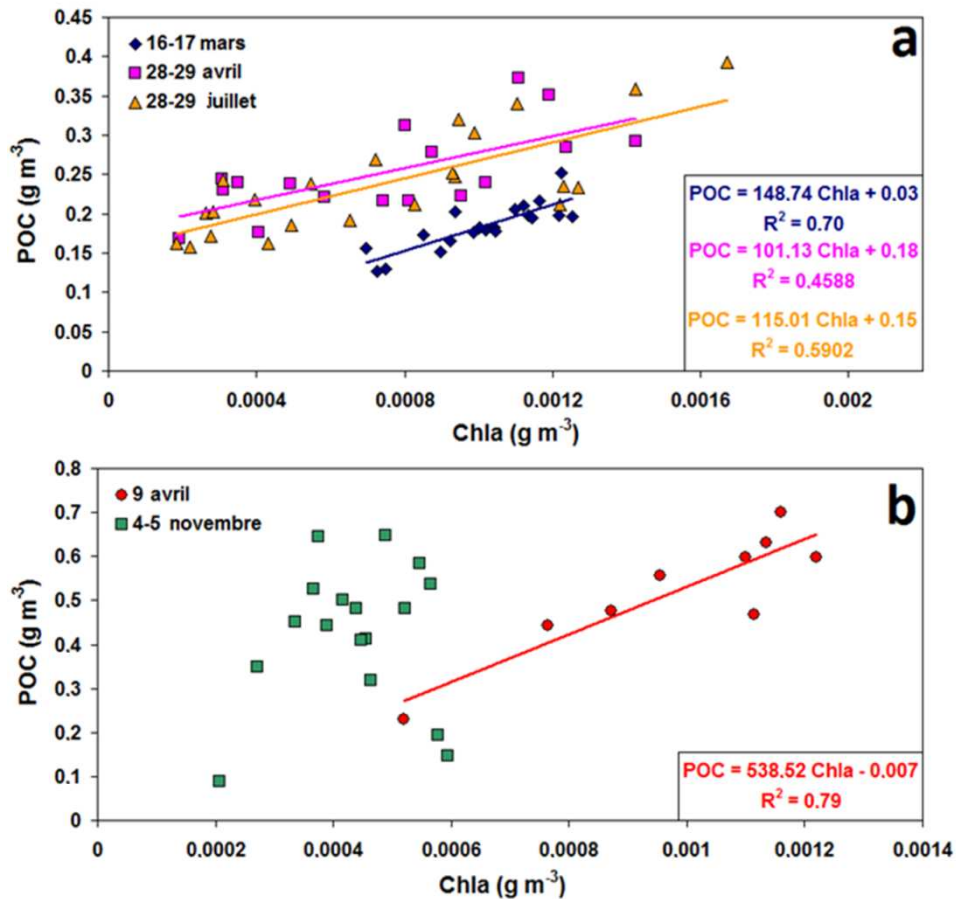 a
16-17 mars
28-29 avril
28-29 juillet
0.45
0.4
0.35
0.3
0.25
0.2
0.15
0.1
0.05
0
POC (g m⁻³)
POC = 148.74 Chla + 0.03
R² = 0.70
POC = 101.13 Chla + 0.18
R² = 0.4588
POC = 115.01 Chla + 0.15
R² = 0.5902
0 0.0004 0.0008 0.0012 0.0016 0.002
Chla (g m⁻³)
b
9 avril
4-5 novembre
0.8
0.7
0.6
0.5
0.4
0.3
0.2
0.1
0
POC (g m⁻³)
POC = 538.52 Chla - 0.007
R² = 0.79
0 0.0002 0.0004 0.0006 0.0008 0.001 0.0012 0.0014
Chla (g m⁻³)